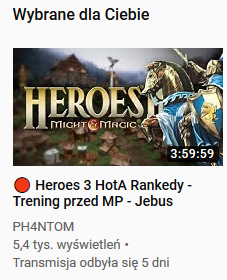 Wybrane dla Ciebie
HEROES
MIGHT & MAGIC
3:59:59
🔴 Heroes 3 HotA Rankedy -
Trening przed MP - Jebus
PH4NTOM
5,4 tys. wyświetleń •
Transmisja odbyła się 5 dni